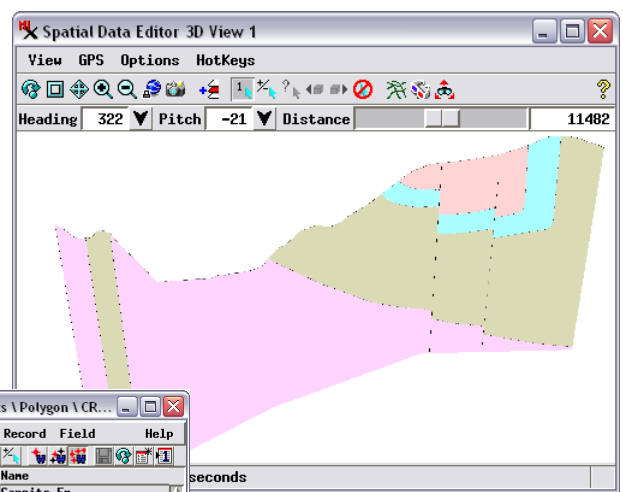 Spatial Data Editor 3D View 1
View GPS Options HotKeys
Heading 322 Pitch -21 Distance 11482
s \ Polygon \ CR...
Record Field Help
Name
seconds